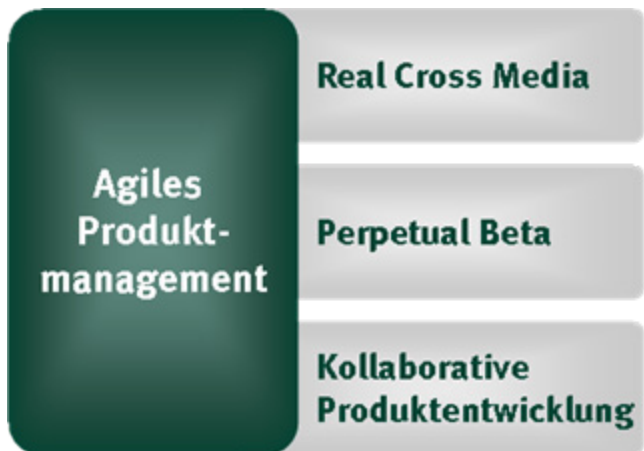 Agiles
Produkt-
management
Real Cross Media
Perpetual Beta
Kollaborative
Produktentwicklung